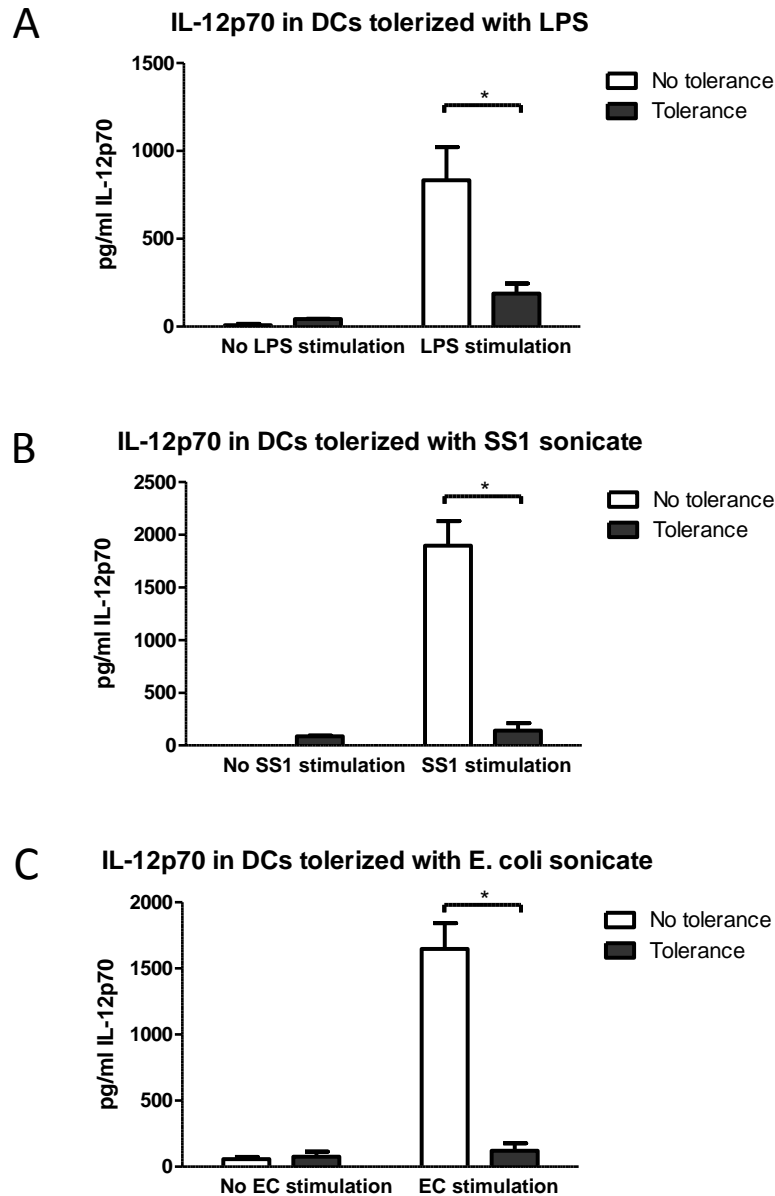 A
IL-12p70 in DCs tolerized with LPS
1500
1000
500
0
pg/ml IL-12p70
*
No tolerance
Tolerance
No LPS stimulation
LPS stimulation
B
IL-12p70 in DCs tolerized with SS1 sonicate
2500
2000
1500
1000
500
0
pg/ml IL-12p70
*
No tolerance
Tolerance
No SS1 stimulation
SS1 stimulation
C
IL-12p70 in DCs tolerized with E. coli sonicate
2000
1500
1000
500
0
pg/ml IL-12p70
*
No tolerance
Tolerance
No EC stimulation
EC stimulation